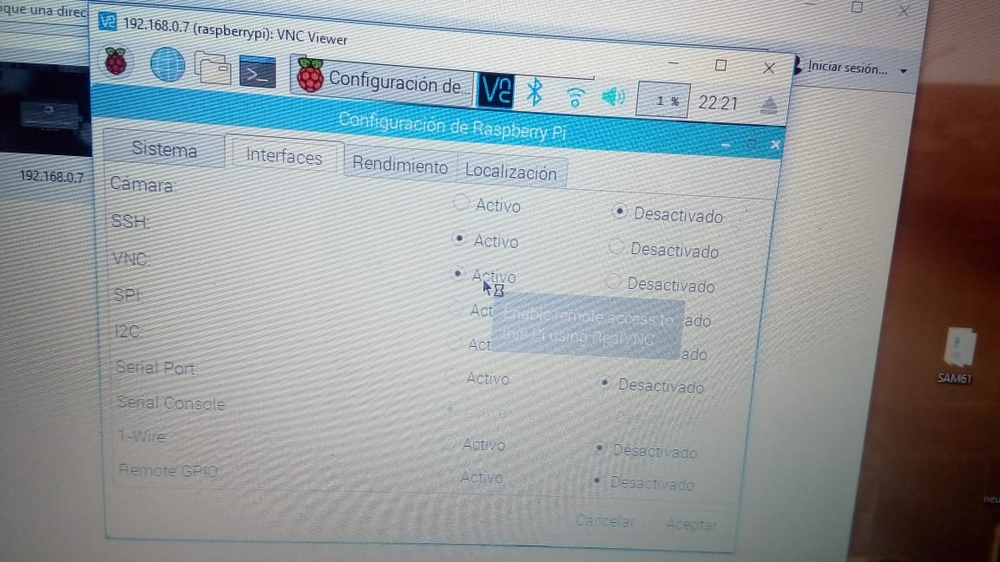 ique una direc
192.168.0.7 (raspberrypi): VNC Viewer
Iniciar sesión...
Configuración de...
1 %
22:21
Configuración de Raspberry Pi
Sistema
Interfaces
Rendimiento
Localización
192.168.0.7
Cámara:
Activo
Desactivado
SSH:
Activo
Desactivado
VNC:
Activo
Desactivado
SPI:
Act
ado
Enable remote access to
this Pi using RealVNC
I2C:
Act
ado
Serial Port:
Activo
Desactivado
Serial Console:
1-Wire:
Activo
Desactivado
Remote GPIO:
Activo
Desactivado
Cancelar
Aceptar
SAM61
neu